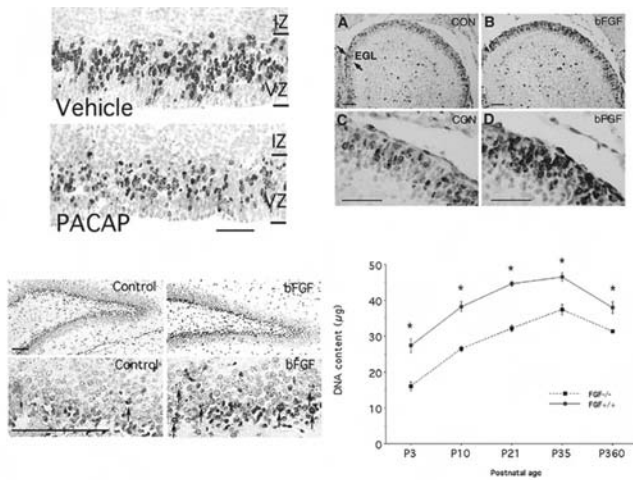 IZ
VZ
Vehicle
IZ
VZ
PACAP
A
CON
EGL
B
bFGF
C
CON
D
bFGF
Control
bFGF
Control
bFGF
DNA content (µg)
50
40
30
20
10
0
*
*
*
*
*
FGF-/-
FGF+/+
P3
P10
P21
P35
P360
Postnatal age